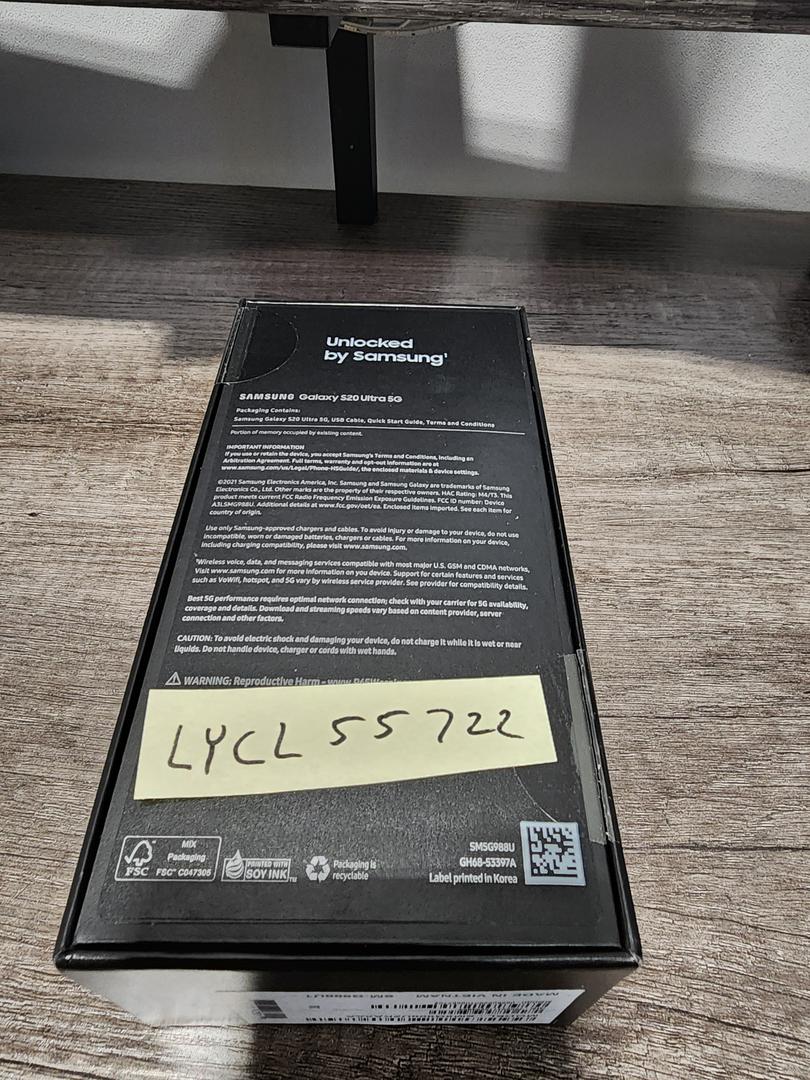 Unlocked
by Samsung¹
SAMSUNG Galaxy S20 Ultra 5G
Packaging Contains:
Samsung Galaxy S20 Ultra 5G, USB Cable, Quick Start Guide, Terms and Conditions
Portion of memory occupied by existing content.
IMPORTANT INFORMATION
If you use or retain the device, you accept Samsung's Terms and Conditions, including an
Arbitration Agreement. Full terms, warranty and opt-out information are at
www.samsung.com/us/Legal/Phone-HSGuide/, the enclosed materials & device settings.
©2021 Samsung Electronics America, Inc. Samsung and Samsung Galaxy are trademarks of Samsung
Electronics Co., Ltd. Other marks are the property of their respective owners. HAC Rating: M4/T3. This
product meets current FCC Radio Frequency Emission Exposure Guidelines. FCC ID number: Device
A3LSMG988U. Additional details at www.fcc.gov/oet/ea. Enclosed items imported. See each item for
country of origin.
Use only Samsung-approved chargers and cables. To avoid injury or damage to your device, do not use
incompatible, worn or damaged batteries, chargers or cables. For more information on your device,
including charging compatibility, please visit www.samsung.com.
¹Wireless voice, data, and messaging services compatible with most major U.S. GSM and CDMA networks.
Visit www.samsung.com for more information on you device. Support for certain features and services
such as VoWifi, hotspot, and 5G vary by wireless service provider. See provider for compatibility details.
Best 5G performance requires optimal network connection; check with your carrier for 5G availability,
coverage and details. Download and streaming speeds vary based on content provider, server
connection and other factors.
CAUTION: To avoid electric shock and damaging your device, do not charge it while it is wet or near
liquids. Do not handle device, charger or cords with wet hands.
WARNING: Reproductive Harm –
LYCL 55722
FSC
MIX
Packaging
FSC™ C047305
PRINTED WITH
SOY INK™
Packaging is
recyclable
SM5G988U
GH68-53397A
Label printed in Korea
MADE IN VIETNAM SM-G988U1